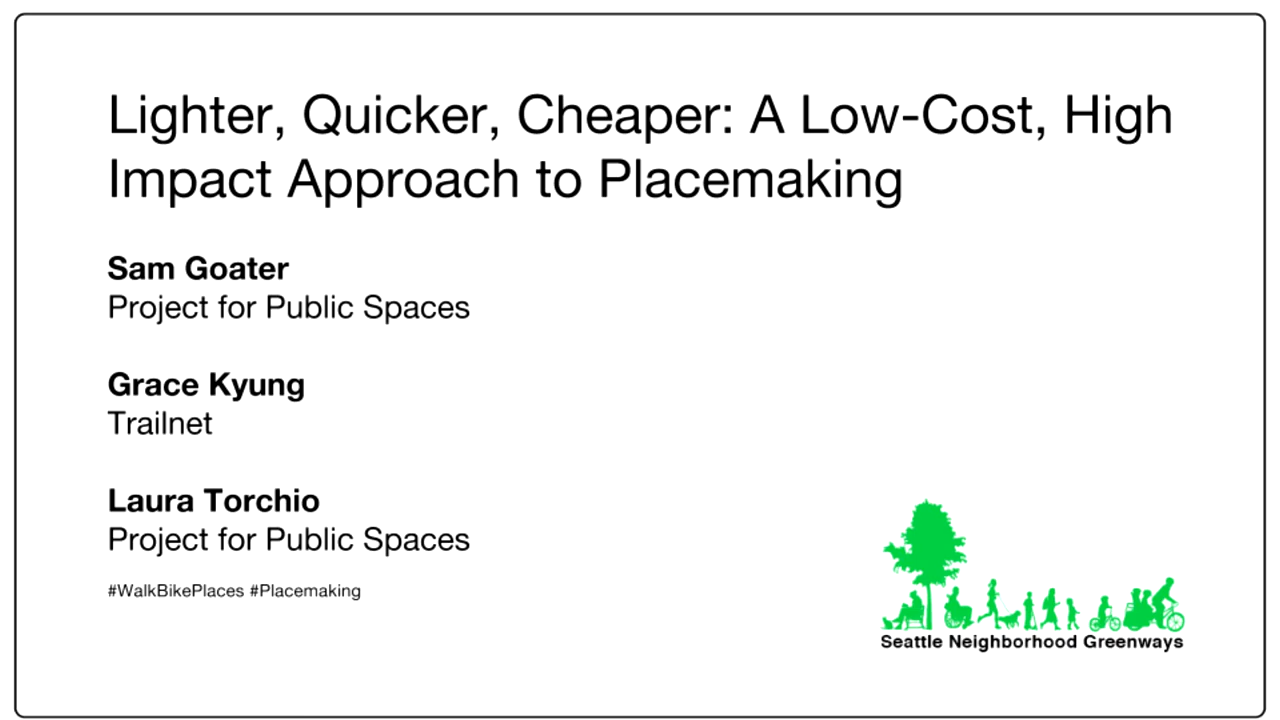 Lighter, Quicker, Cheaper: A Low-Cost, High
Impact Approach to Placemaking
Sam Goater
Project for Public Spaces
Grace Kyung
Trailnet
Laura Torchio
Project for Public Spaces
#WalkBikePlaces #Placemaking
Seattle Neighborhood Greenways